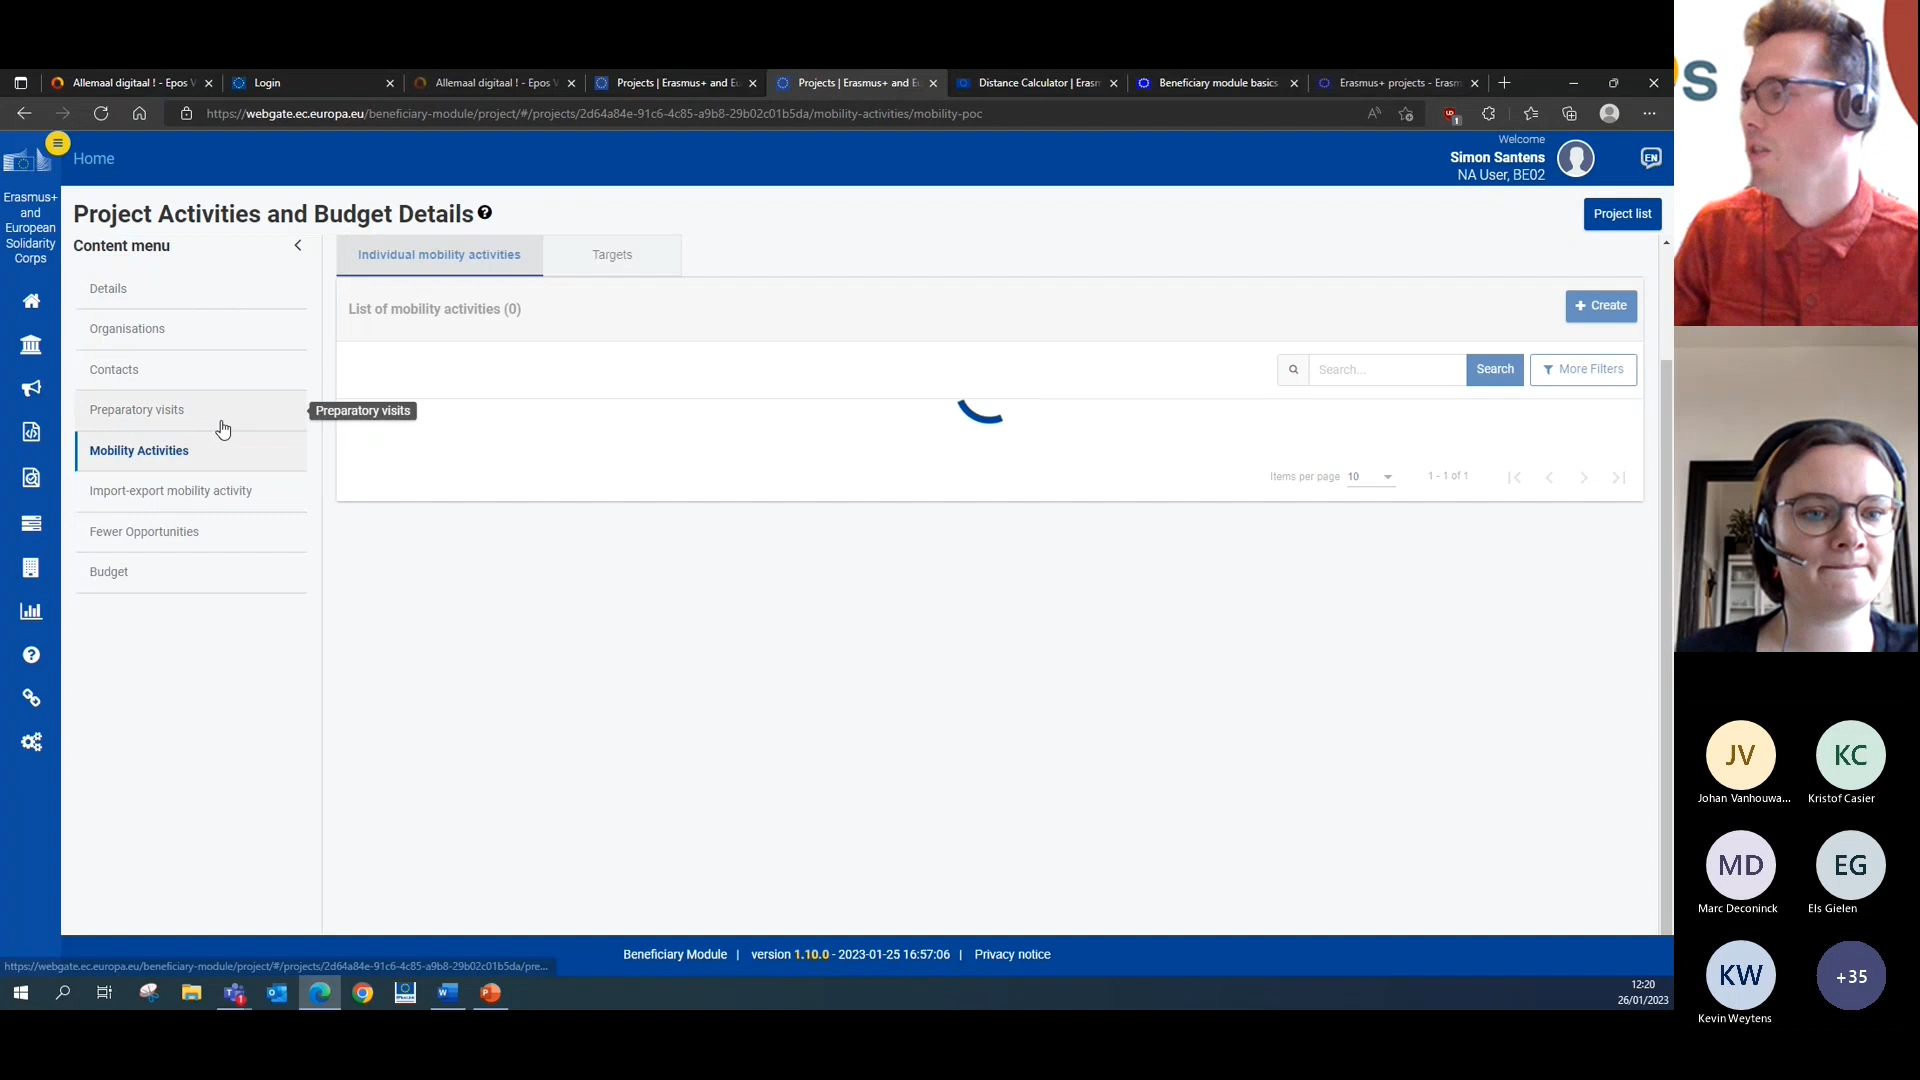 Allemaal digitaal ! - Epos V
Login
Allemaal digitaal ! - Epos V
Projects | Erasmus+ and Eu
Projects | Erasmus+ and Eu
Distance Calculator | Erasm
Beneficiary module basics
Erasmus+ projects - Erasm
https://webgate.ec.europa.eu/beneficiary-module/project/#/projects/2d64a84e-91c6-4c85-a9b8-29b02c01b5da/mobility-activities/mobility-poc
Home
Welcome
Simon Santens
NA User, BE02
EN
Erasmus+
and
European
Solidarity
Corps
Project Activities and Budget Details
Project list
Content menu
Details
Organisations
Contacts
Preparatory visits
Mobility Activities
Import-export mobility activity
Fewer Opportunities
Budget
Preparatory visits
Individual mobility activities
Targets
List of mobility activities (0)
+ Create
Search...
Search
More Filters
Items per page 10
1 - 1 of 1
Beneficiary Module | version 1.10.0 - 2023-01-25 16:57:06 | Privacy notice
https://webgate.ec.europa.eu/beneficiary-module/project/#/projects/2d64a84e-91c6-4c85-a9b8-29b02c01b5da/pre...
12:20
26/01/2023
s
JV
Johan Vanhouwa...
KC
Kristof Casier
MD
Marc Deconinck
EG
Els Gielen
KW
Kevin Weytens
+35